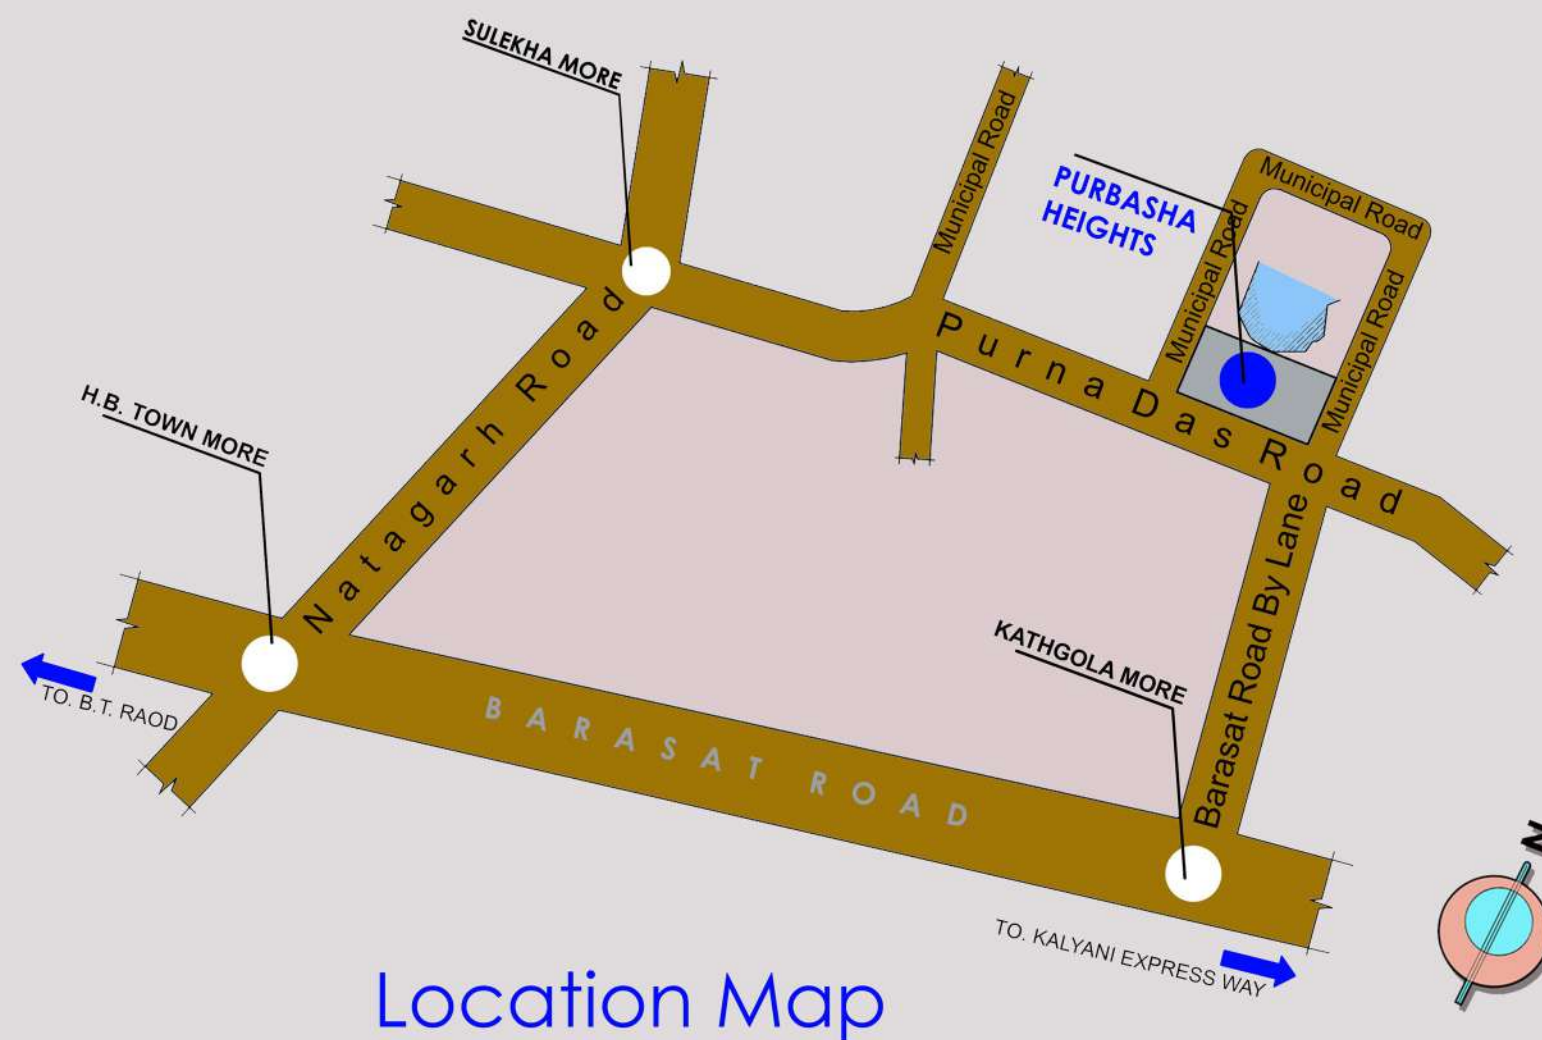 SULEKHA MORE
Municipal Road
PURBASHA
HEIGHTS
Municipal Road
Municipal Road
Municipal Road
Purna Das Road
Natagarh Road
H.B. TOWN MORE
Barasat Road By Lane
KATHGOLA MORE
TO. B.T. RAOD
BARASAT ROAD
TO. KALYANI EXPRESS WAY
N
Location Map